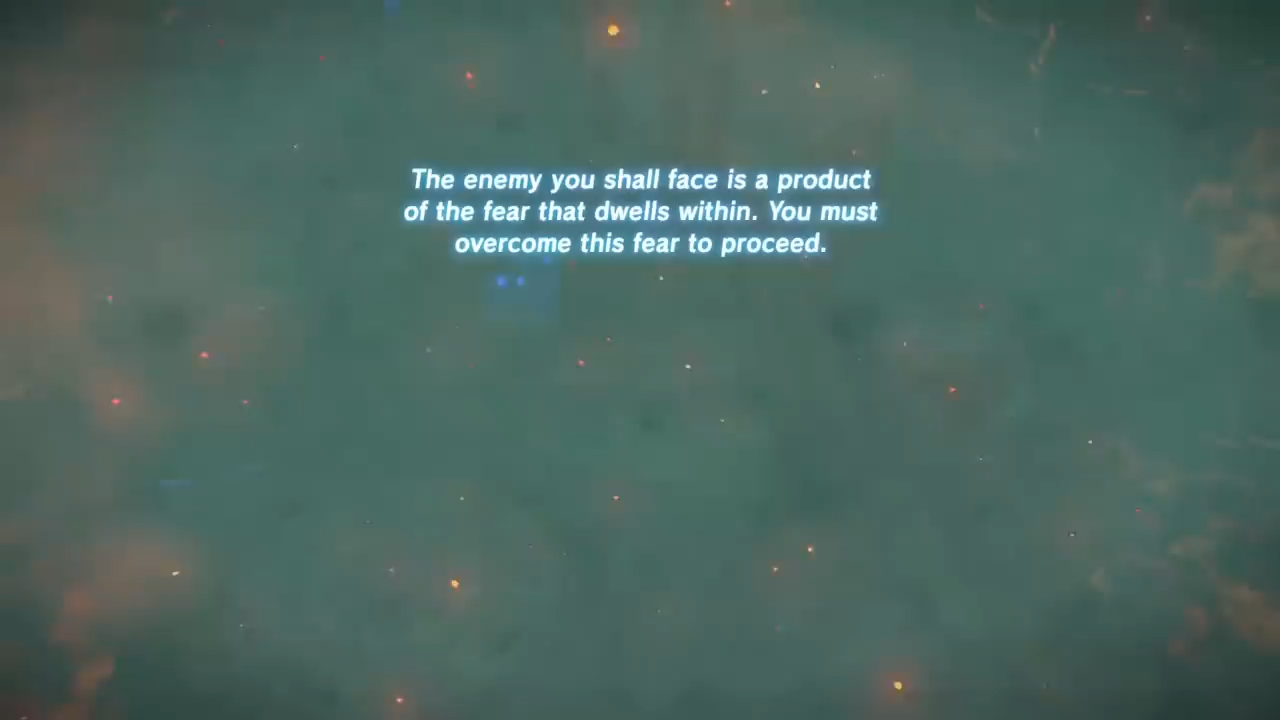 The enemy you shall face is a product
of the fear that dwells within. You must
overcome this fear to proceed.